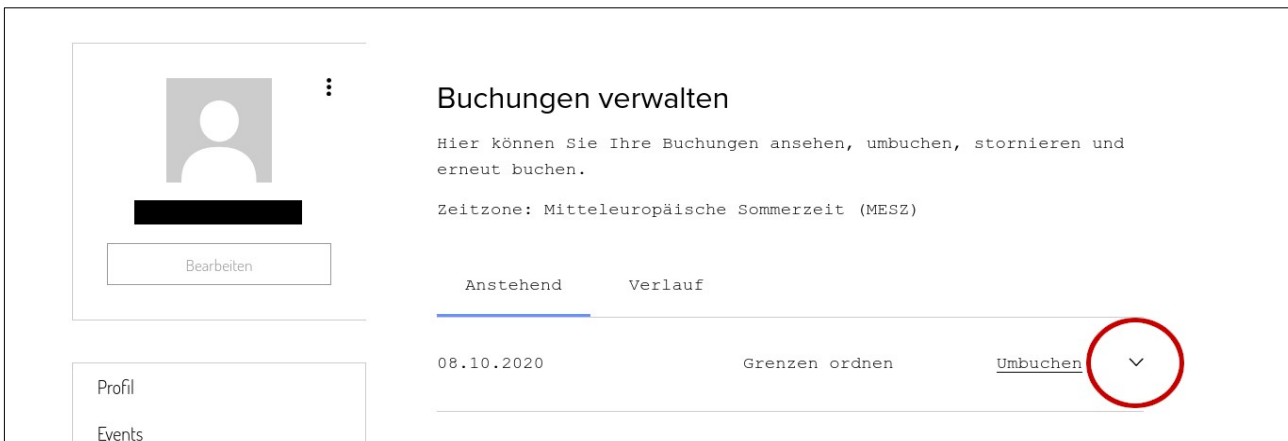 Bearbeiten
Profil
Events
Buchungen verwalten
Hier können Sie Ihre Buchungen ansehen, umbuchen, stornieren und
erneut buchen.
Zeitzone: Mitteleuropäische Sommerzeit (MESZ)
Anstehend Verlauf
08.10.2020 Grenzen ordnen Umbuchen